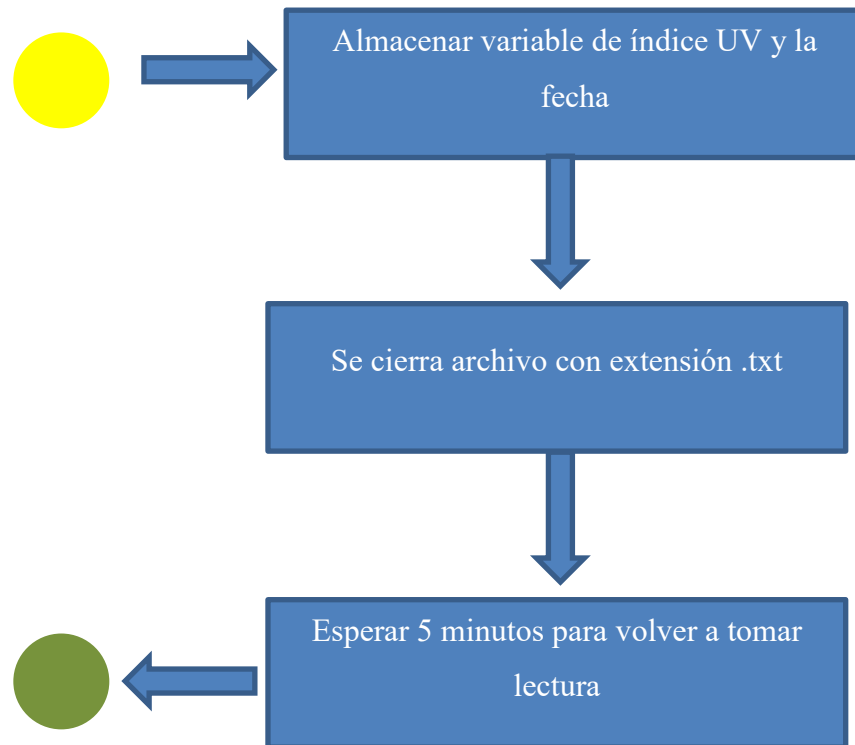 Almacenar variable de índice UV y la
fecha
Se cierra archivo con extensión .txt
Esperar 5 minutos para volver a tomar
lectura